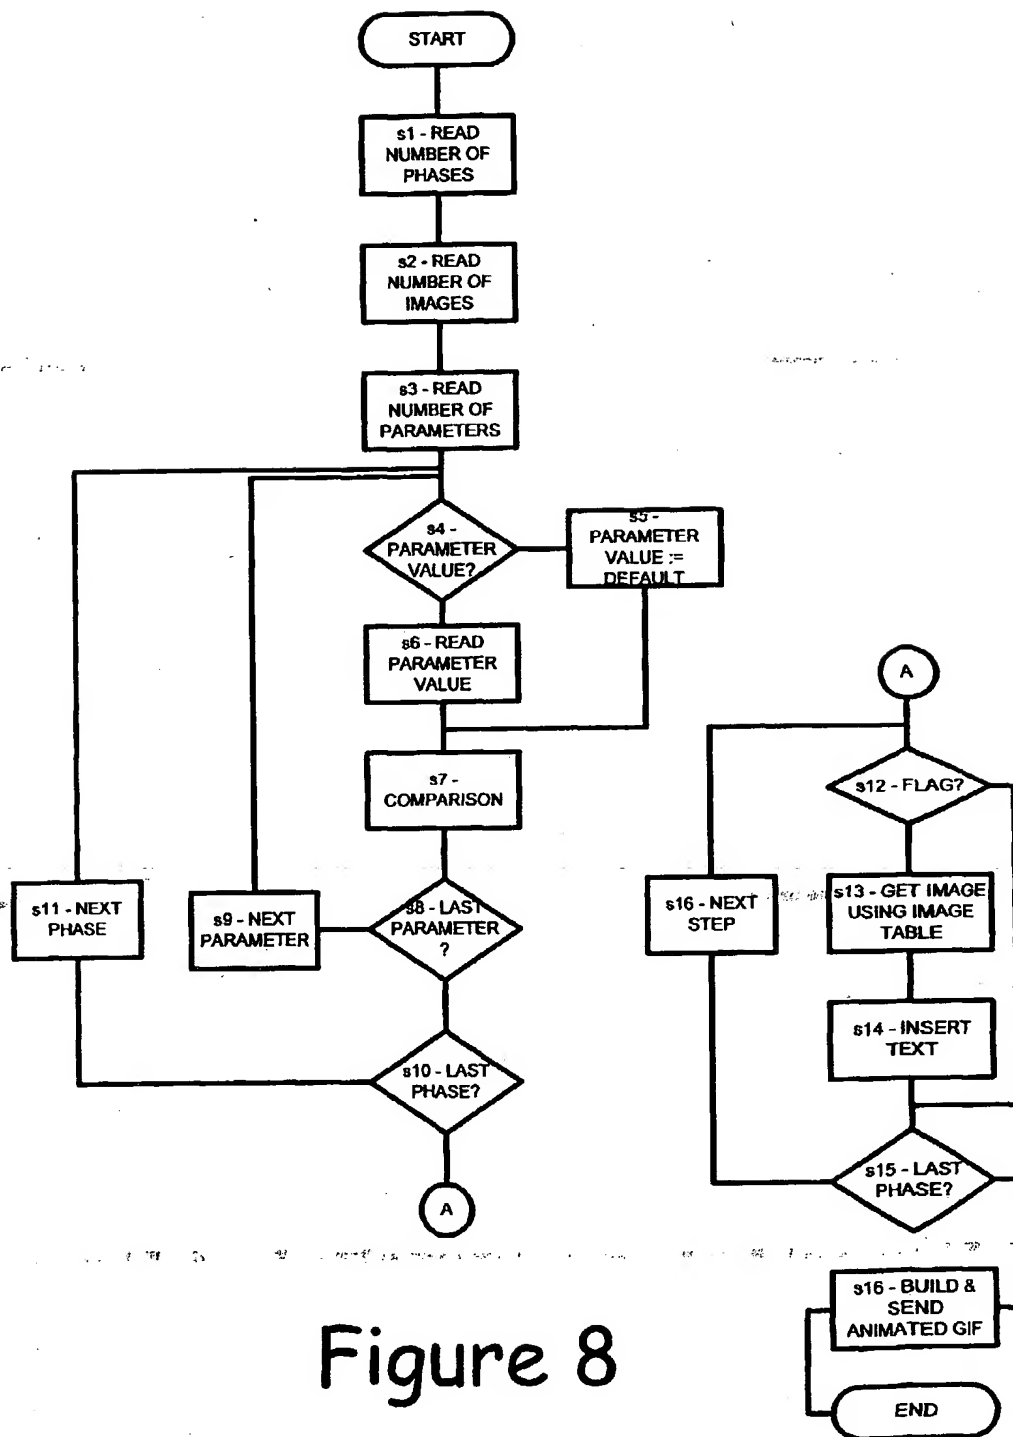 START
s1 - READ
NUMBER OF
PHASES
s2 - READ
NUMBER OF
IMAGES
s3 - READ
NUMBER OF
PARAMETERS
s4 -
PARAMETER
VALUE?
s5 -
PARAMETER
VALUE :=
DEFAULT
s6 - READ
PARAMETER
VALUE
s7 -
COMPARISON
s8 - LAST
PARAMETER
?
s9 - NEXT
PARAMETER
s11 - NEXT
PHASE
s10 - LAST
PHASE?
A
A
s12 - FLAG?
s13 - GET IMAGE
USING IMAGE
TABLE
s16 - NEXT
STEP
s14 - INSERT
TEXT
s15 - LAST
PHASE?
s16 - BUILD &
SEND
ANIMATED GIF
END
Figure 8